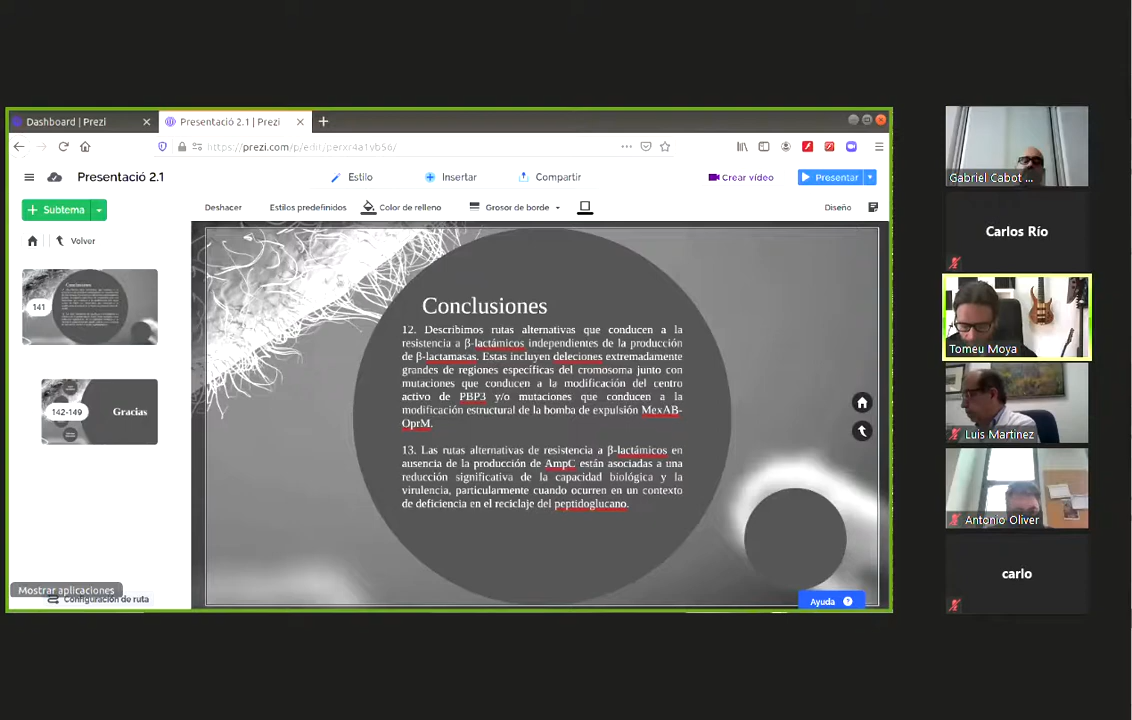 Dashboard | Prezi
Presentació 2.1 | Prezi
Presentació 2.1
Estilo
Insertar
Compartir
Crear vídeo
Presentar
Subtema
Deshacer
Estilos predefinidos
Color de relleno
Grosor de borde
Diseño
Volver
141
142-149
Gracias
Conclusiones
12. Describimos rutas alternativas que conducen a la
resistencia a β-lactámicos independientes de la producción
de β-lactamasas. Estas incluyen deleciones extremadamente
grandes de regiones específicas del cromosoma junto con
mutaciones que conducen a la modificación del centro
activo de PBP3 y/o mutaciones que conducen a la
modificación estructural de la bomba de expulsión MexAB-
OprM.
13. Las rutas alternativas de resistencia a β-lactámicos en
ausencia de la producción de AmpC están asociadas a una
reducción significativa de la capacidad biológica y la
virulencia, particularmente cuando ocurren en un contexto
de deficiencia en el reciclaje del peptidoglucano.
Mostrar aplicaciones
Configuración de ruta
Ayuda
Gabriel Cabot ...
Carlos Río
Tomeu Moya
Luis Martinez
Antonio Oliver
carlo